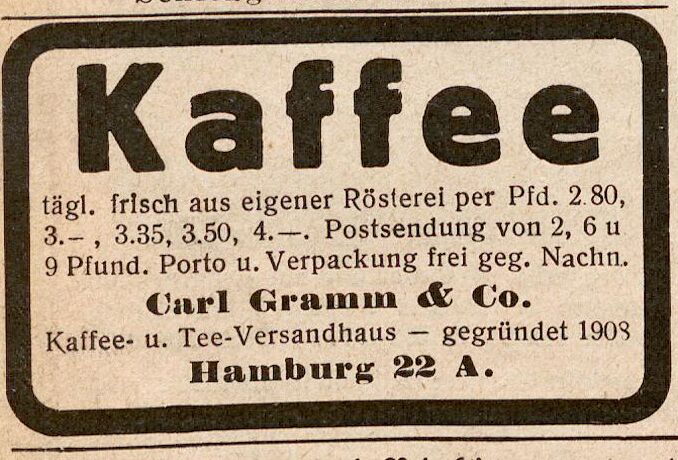 Kaffee
tägl. frisch aus eigener Rösterei per Pfd. 2.80,
3.–, 3.35, 3.50, 4.—. Postsendung von 2, 6 u
9 Pfund. Porto u. Verpackung frei geg. Nachn.
Carl Gramm & Co.
Kaffee- u. Tee-Versandhaus — gegründet 1908
Hamburg 22 A.